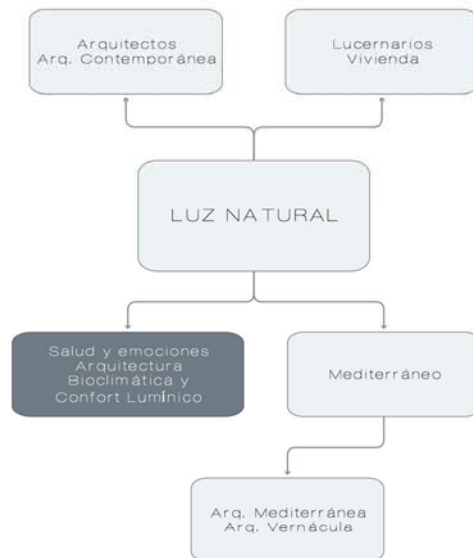 Arquitectos
Arq. Contemporánea
Lucernarios
Vivienda
LUZ NATURAL
Salud y emociones
Arquitectura
Bioclimática y
Confort Lumínico
Mediterráneo
Arq. Mediterránea
Arq. Vernácula